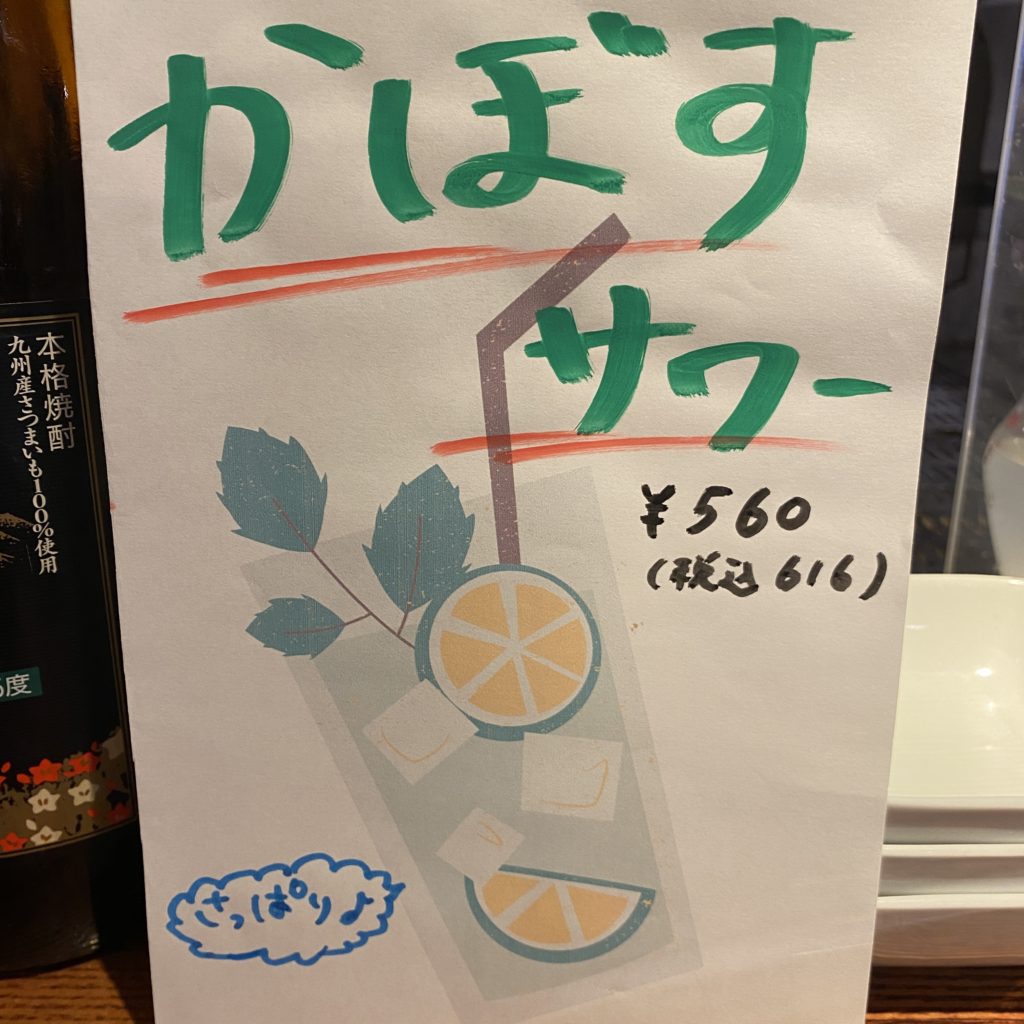 かぼす
サワー
¥560
(税込616)
さっぱりよ
本格焼酎
九州産さつまいも100%使用
度